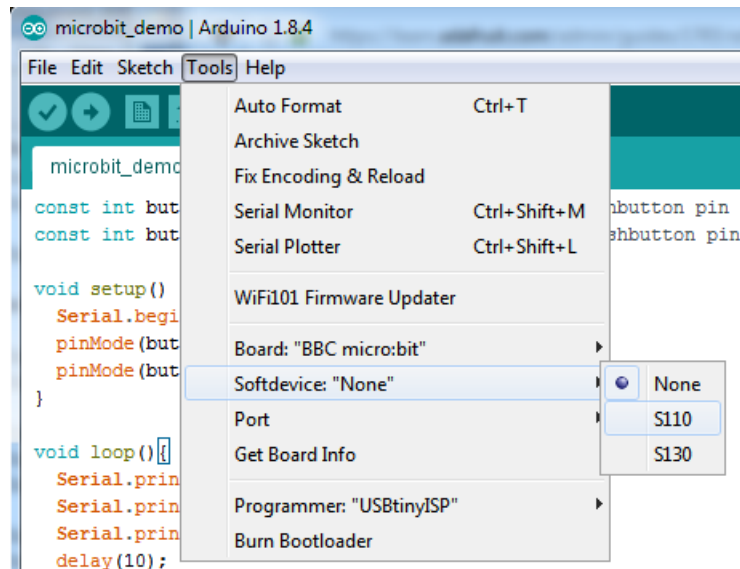 microbit_demo | Arduino 1.8.4
File Edit Sketch Tools Help
Auto Format Ctrl+T
Archive Sketch
microbit_demo
Fix Encoding & Reload
const int but Serial Monitor Ctrl+Shift+M hbutton pin
const int but Serial Plotter Ctrl+Shift+L shbutton pin
void setup() WiFi101 Firmware Updater
Serial.begi
pinMode(but Board: "BBC micro:bit"
pinMode(but Softdevice: "None" None
} Port S110
void loop(){ Get Board Info S130
Serial.prin
Serial.prin Programmer: "USBtinyISP"
Serial.prin Burn Bootloader
delay(10);